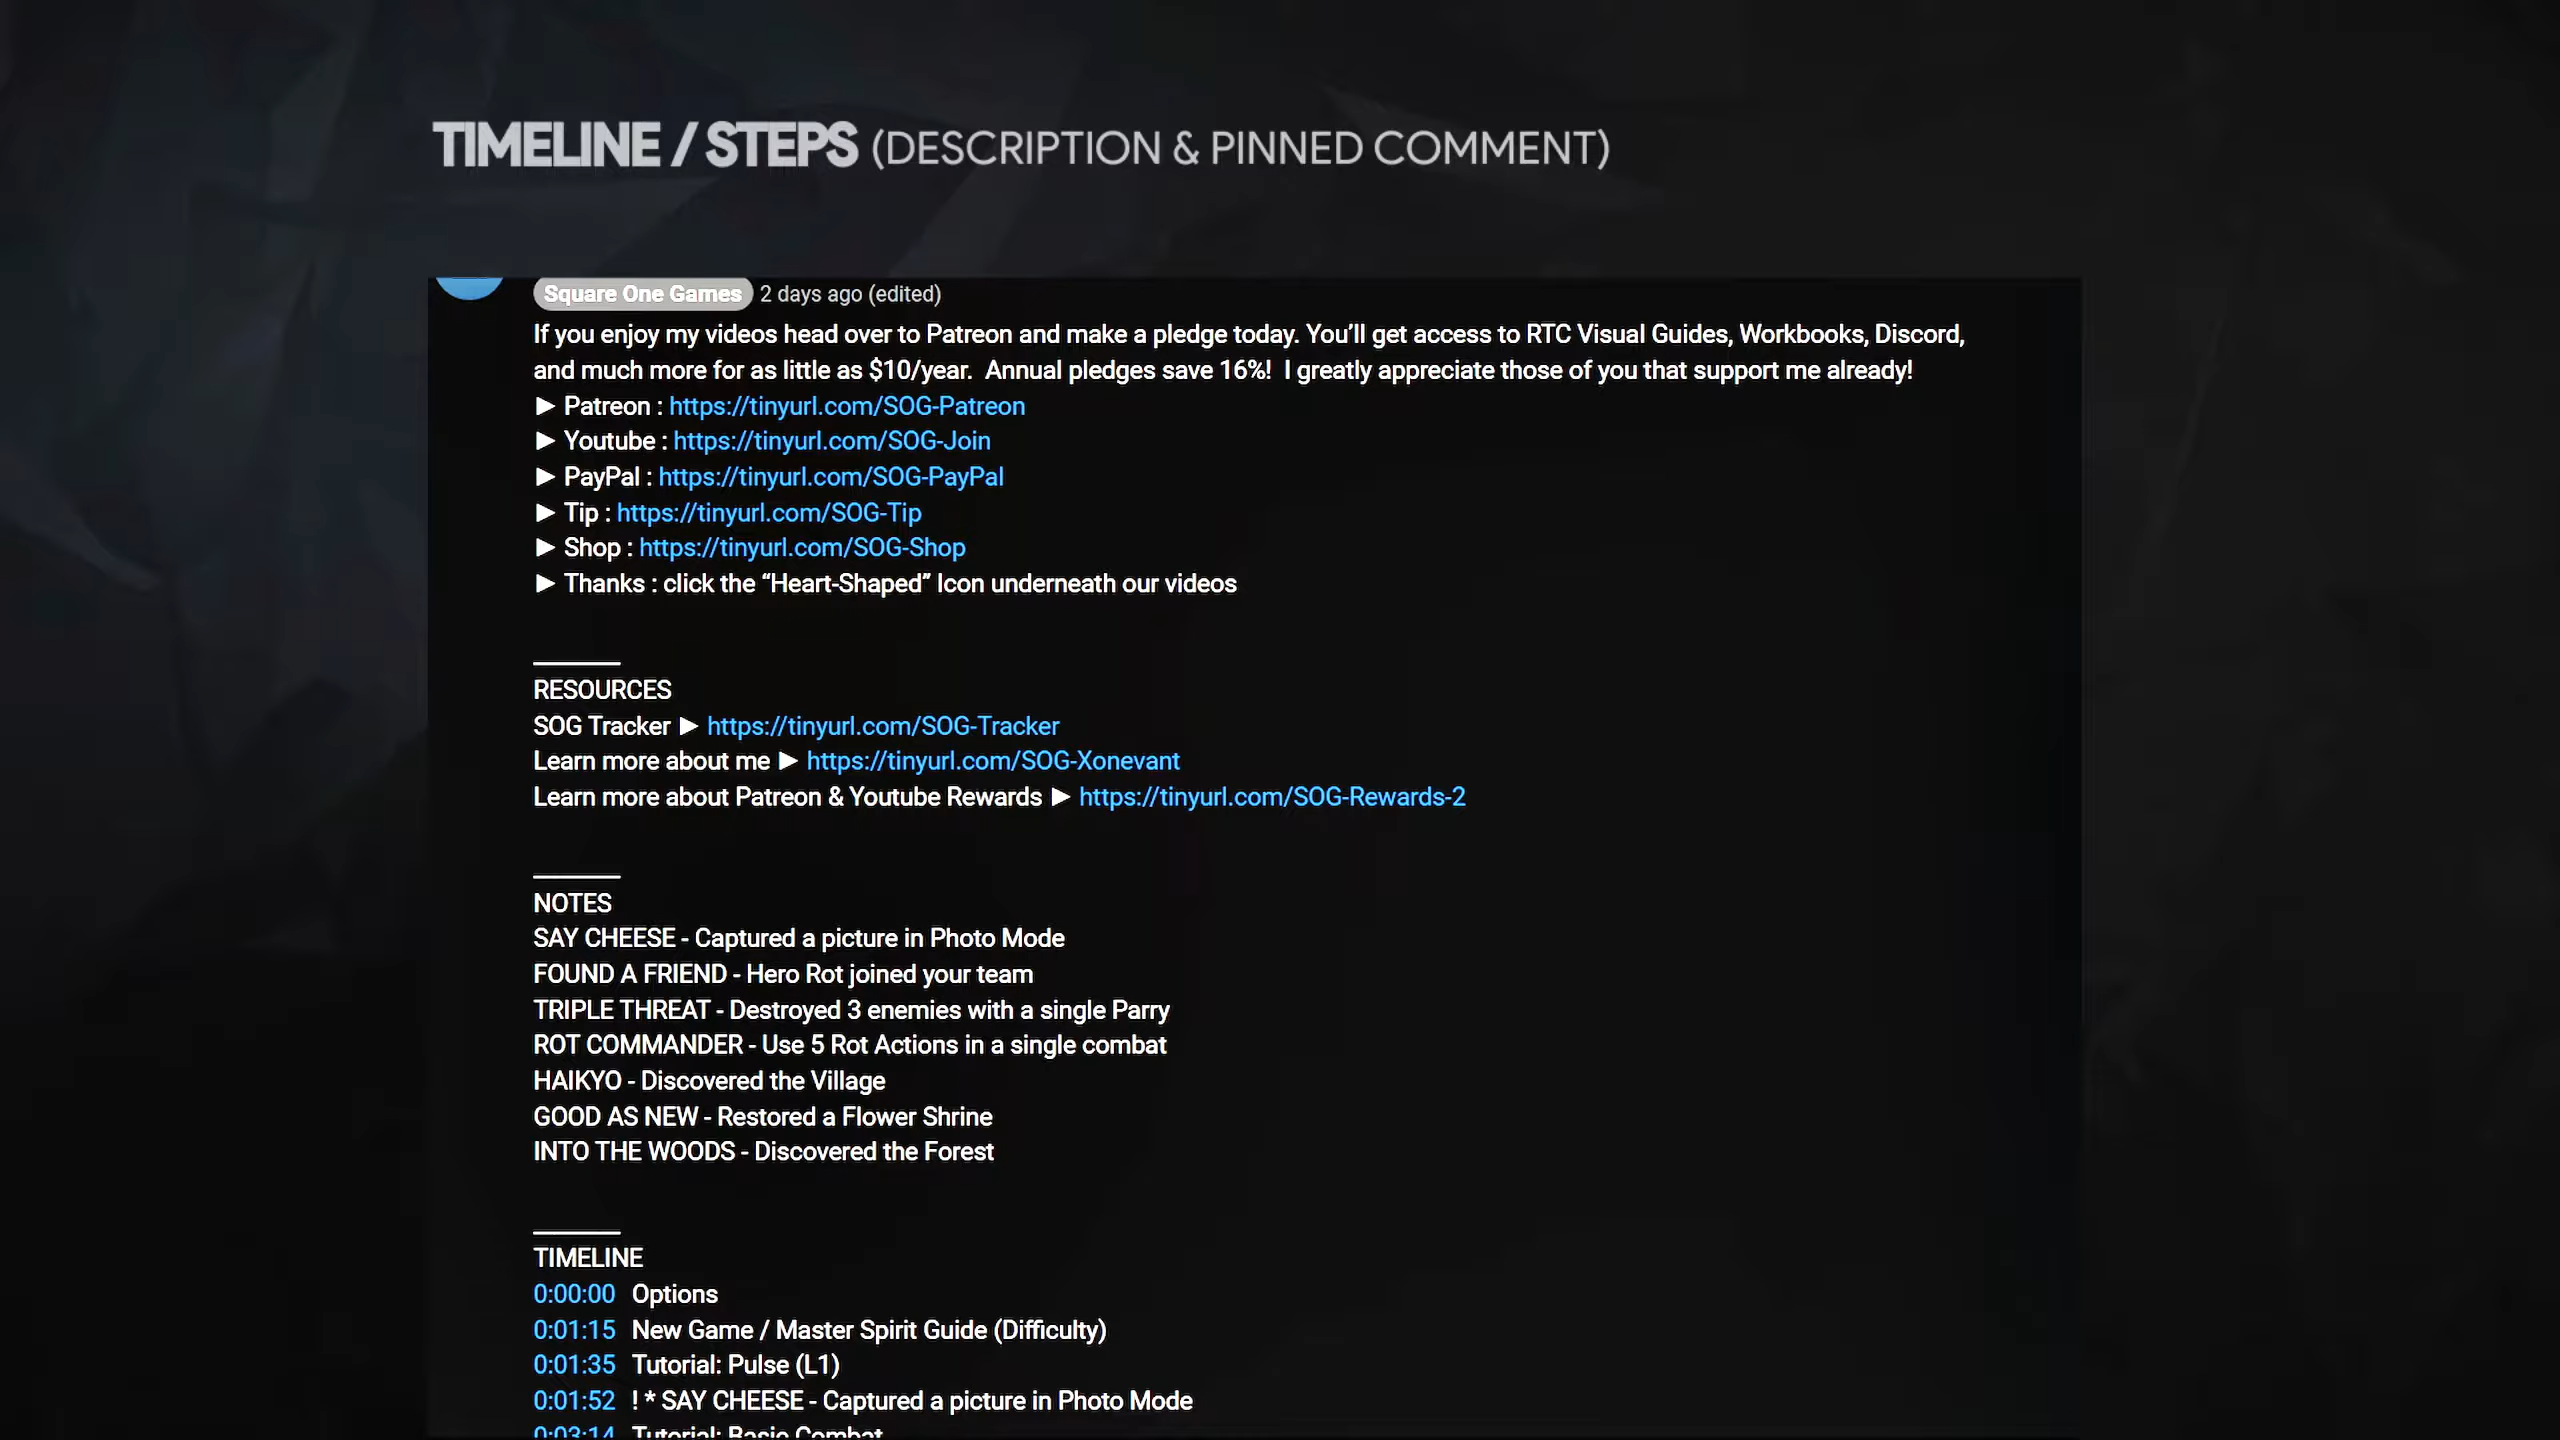 TIMELINE / STEPS (DESCRIPTION & PINNED COMMENT)
Square One Games 2 days ago (edited)
If you enjoy my videos head over to Patreon and make a pledge today. You’ll get access to RTC Visual Guides, Workbooks, Discord,
and much more for as little as $10/year.  Annual pledges save 16%!  I greatly appreciate those of you that support me already!
► Patreon : https://tinyurl.com/SOG-Patreon
► Youtube : https://tinyurl.com/SOG-Join
► PayPal : https://tinyurl.com/SOG-PayPal
► Tip : https://tinyurl.com/SOG-Tip
► Shop : https://tinyurl.com/SOG-Shop
► Thanks : click the “Heart-Shaped” Icon underneath our videos
RESOURCES
SOG Tracker ► https://tinyurl.com/SOG-Tracker
Learn more about me ► https://tinyurl.com/SOG-Xonevant
Learn more about Patreon & Youtube Rewards ► https://tinyurl.com/SOG-Rewards-2
NOTES
SAY CHEESE - Captured a picture in Photo Mode
FOUND A FRIEND - Hero Rot joined your team
TRIPLE THREAT - Destroyed 3 enemies with a single Parry
ROT COMMANDER - Use 5 Rot Actions in a single combat
HAIKYO - Discovered the Village
GOOD AS NEW - Restored a Flower Shrine
INTO THE WOODS - Discovered the Forest
TIMELINE
0:00:00 Options
0:01:15 New Game / Master Spirit Guide (Difficulty)
0:01:35 Tutorial: Pulse (L1)
0:01:52 ! * SAY CHEESE - Captured a picture in Photo Mode
0:03:14 Tutorial: Basic Combat